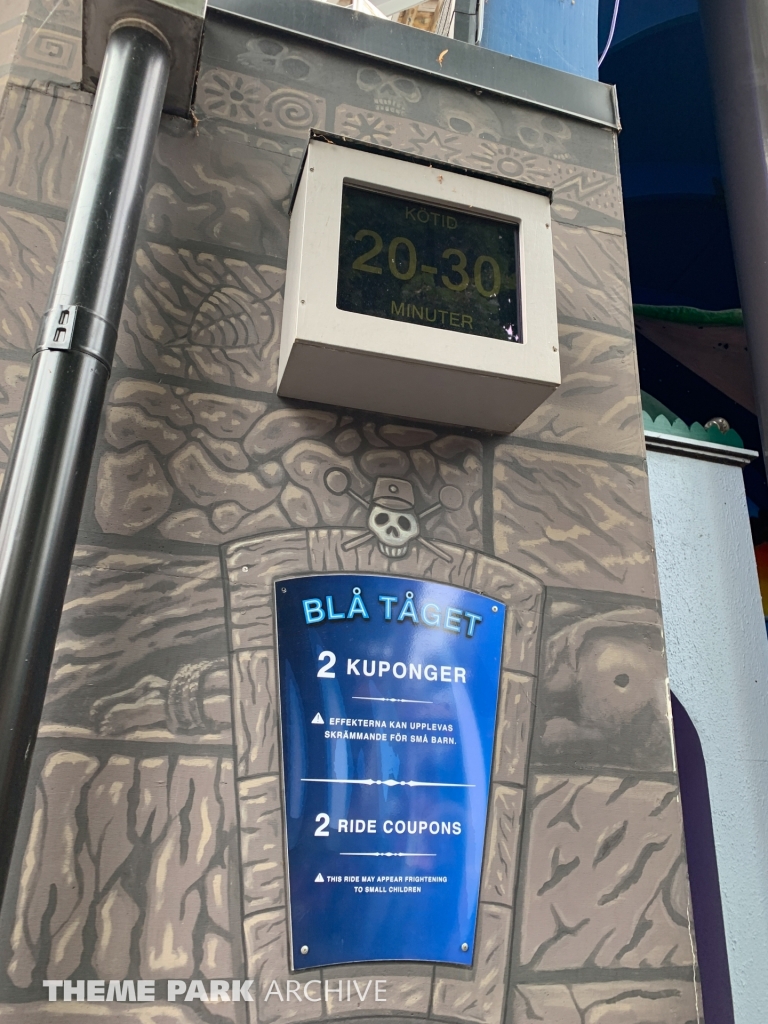 KÖTID
20-30
MINUTER
BLÅ TÅGET
2 KUPONGER
EFFEKTERNA KAN UPPLEVAS
SKRÄMMANDE FÖR SMÅ BARN.
2 RIDE COUPONS
THIS RIDE MAY APPEAR FRIGHTENING
TO SMALL CHILDREN
THEME PARK ARCHIVE